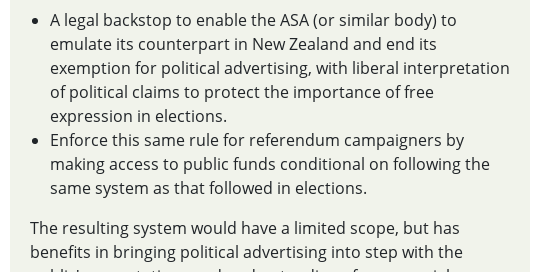 • A legal backstop to enable the ASA (or similar body) to
emulate its counterpart in New Zealand and end its
exemption for political advertising, with liberal interpretation
of political claims to protect the importance of free
expression in elections.
• Enforce this same rule for referendum campaigners by
making access to public funds conditional on following the
same system as that followed in elections.
The resulting system would have a limited scope, but has
benefits in bringing political advertising into step with the